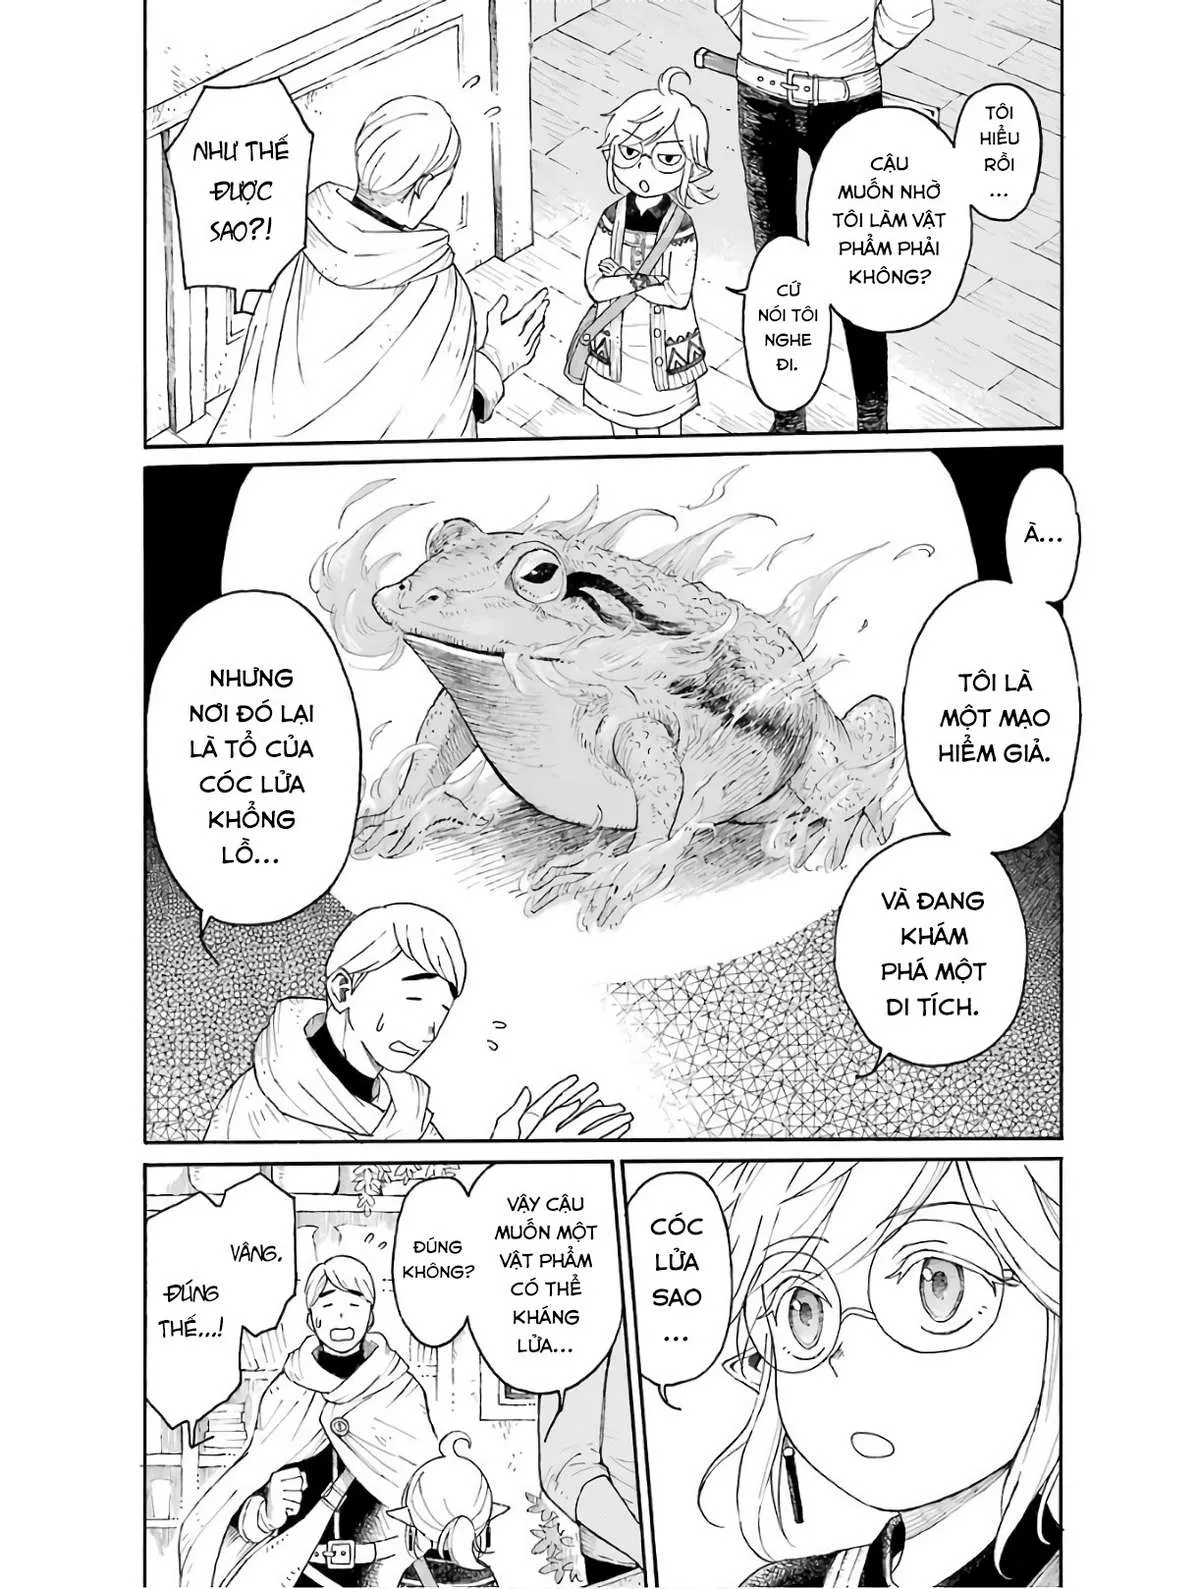 TÔI
HIỂU
RỒI
...
CẬU
MUỐN NHỜ
TÔI LÀM VẬT
PHẨM PHẢI
KHÔNG?
CỨ
NÓI TÔI
NGHE
ĐI.
NHƯ THẾ
ĐƯỢC
SAO?!
À...
TÔI LÀ
MỘT MẠO
HIỂM GIẢ.
VÀ ĐANG
KHÁM
PHÁ MỘT
DI TÍCH.
NHƯNG
NƠI ĐÓ LẠI
LÀ TỔ CỦA
CÓC LỬA
KHỔNG
LỒ...
CÓC
LỬA
SAO
...
VẬY CẬU
MUỐN MỘT
VẬT PHẨM
CÓ THỂ
KHÁNG
LỬA...
ĐÚNG
KHÔNG?
VÂNG,
ĐÚNG
THẾ...!